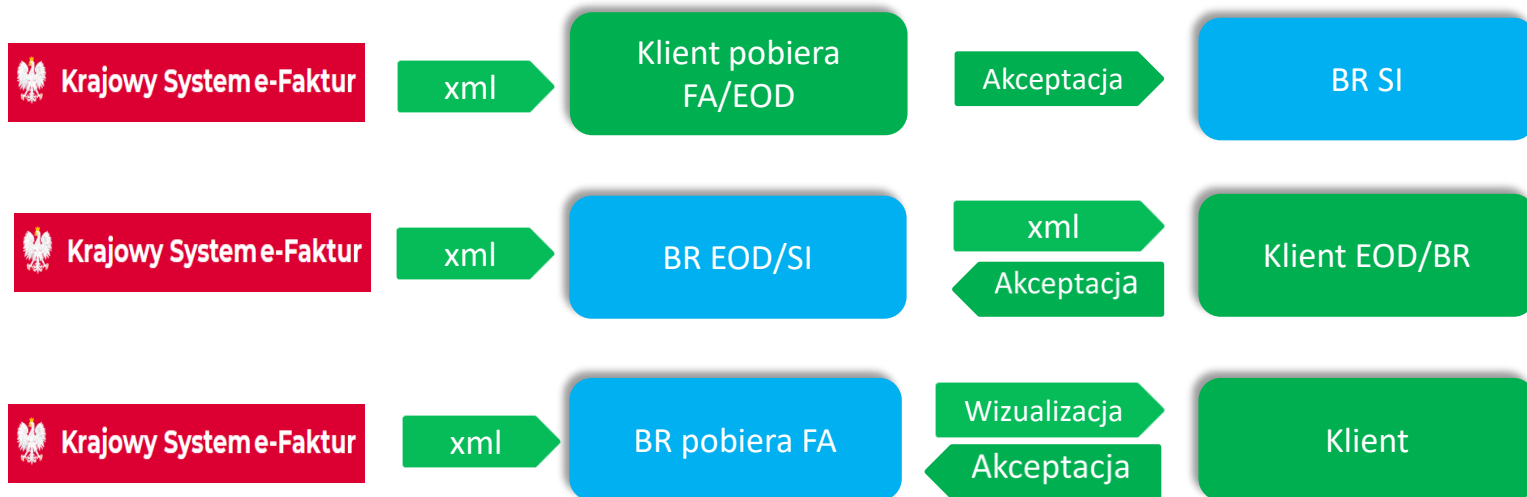 Krajowy System e-Faktur
xml
Klient pobiera
FA/EOD
Akceptacja
BR SI
Krajowy System e-Faktur
xml
BR EOD/SI
xml
Akceptacja
Klient EOD/BR
Krajowy System e-Faktur
xml
BR pobiera FA
Wizualizacja
Akceptacja
Klient